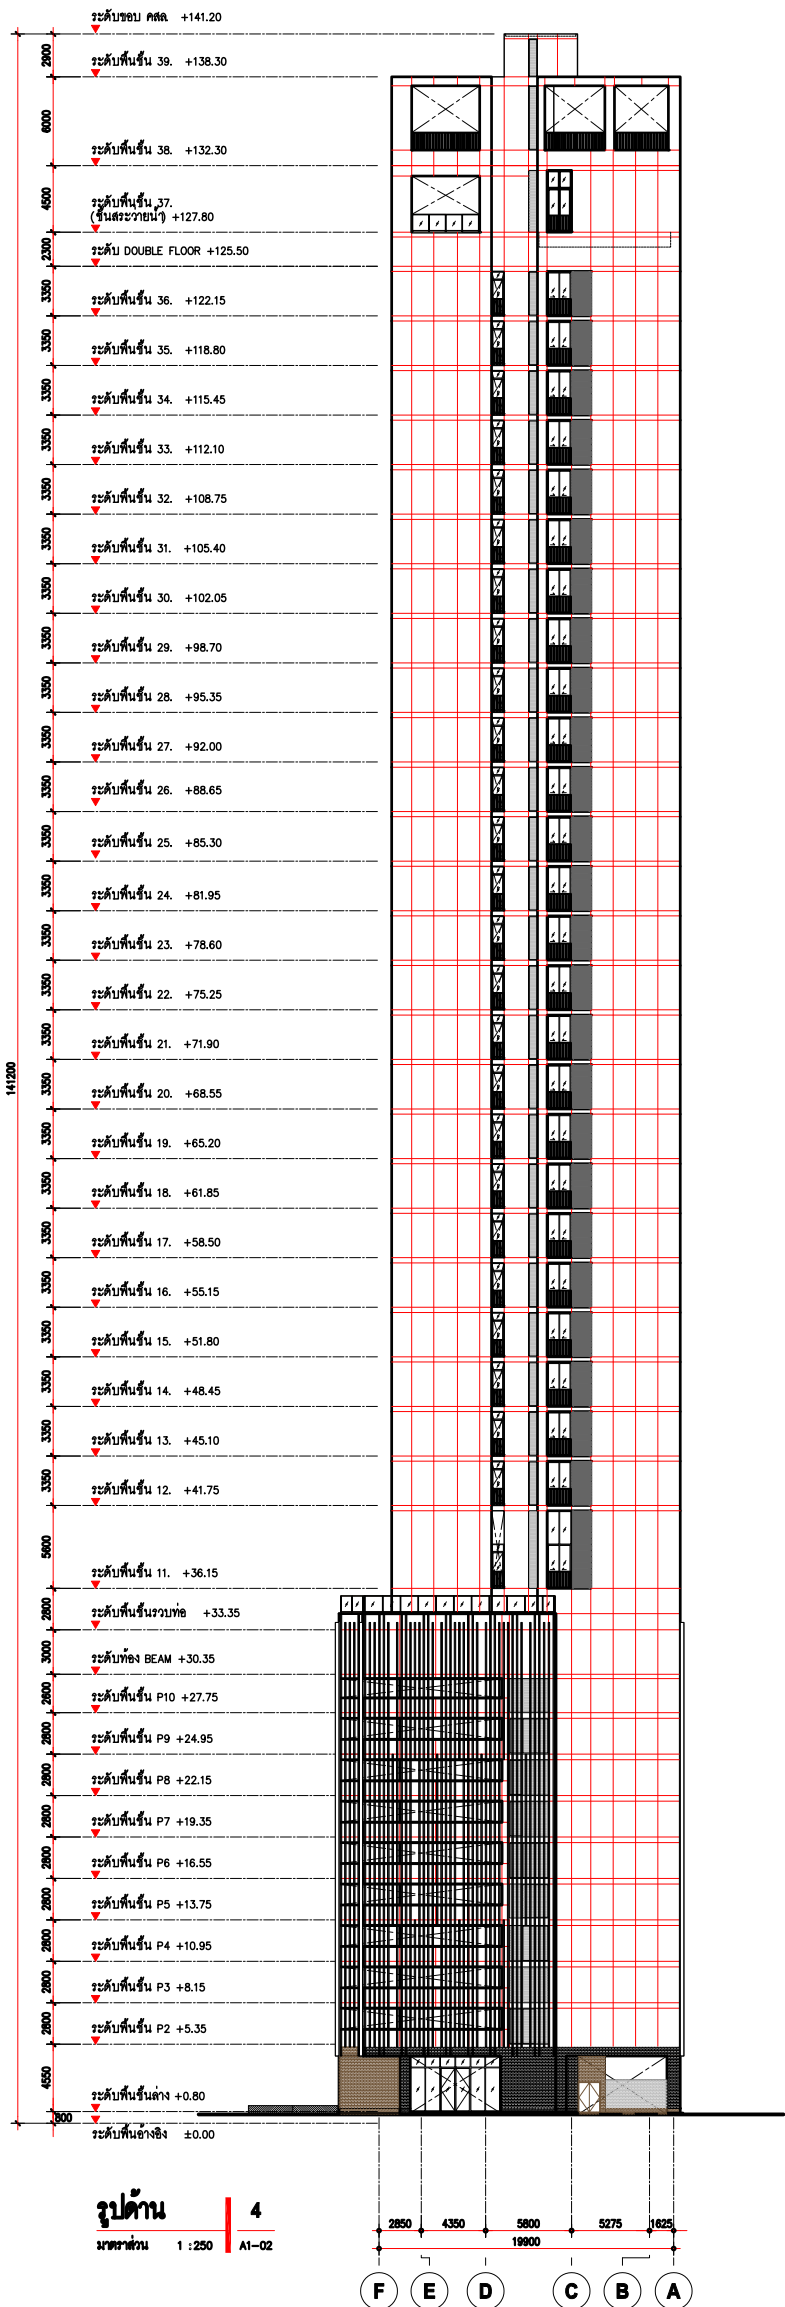 ระดับขอบ คสล. +141.20
2900
ระดับพื้นชั้น 39. +138.30
6000
ระดับพื้นชั้น 38. +132.30
4500
ระดับพื้นชั้น 37.
(ชั้นสระว่ายน้ำ) +127.80
2300
ระดับ DOUBLE FLOOR +125.50
3350
ระดับพื้นชั้น 36. +122.15
3350
ระดับพื้นชั้น 35. +118.80
3350
ระดับพื้นชั้น 34. +115.45
3350
ระดับพื้นชั้น 33. +112.10
3350
ระดับพื้นชั้น 32. +108.75
3350
ระดับพื้นชั้น 31. +105.40
3350
ระดับพื้นชั้น 30. +102.05
3350
ระดับพื้นชั้น 29. +98.70
3350
ระดับพื้นชั้น 28. +95.35
3350
ระดับพื้นชั้น 27. +92.00
3350
ระดับพื้นชั้น 26. +88.65
3350
ระดับพื้นชั้น 25. +85.30
3350
ระดับพื้นชั้น 24. +81.95
3350
ระดับพื้นชั้น 23. +78.60
3350
ระดับพื้นชั้น 22. +75.25
3350
ระดับพื้นชั้น 21. +71.90
141200
3350
ระดับพื้นชั้น 20. +68.55
3350
ระดับพื้นชั้น 19. +65.20
3350
ระดับพื้นชั้น 18. +61.85
3350
ระดับพื้นชั้น 17. +58.50
3350
ระดับพื้นชั้น 16. +55.15
3350
ระดับพื้นชั้น 15. +51.80
3350
ระดับพื้นชั้น 14. +48.45
3350
ระดับพื้นชั้น 13. +45.10
3350
ระดับพื้นชั้น 12. +41.75
5600
ระดับพื้นชั้น 11. +36.15
2800
ระดับพื้นชั้นรวบท่อ +33.35
3000
ระดับท้อง BEAM +30.35
2600
ระดับพื้นชั้น P10 +27.75
2800
ระดับพื้นชั้น P9 +24.95
2800
ระดับพื้นชั้น P8 +22.15
2800
ระดับพื้นชั้น P7 +19.35
2800
ระดับพื้นชั้น P6 +16.55
2800
ระดับพื้นชั้น P5 +13.75
2800
ระดับพื้นชั้น P4 +10.95
2800
ระดับพื้นชั้น P3 +8.15
2800
ระดับพื้นชั้น P2 +5.35
4550
ระดับพื้นชั้นล่าง +0.80
800
ระดับพื้นอ้างอิง ±0.00
รูปด้าน 4
มาตราส่วน 1 :250 A1-02
2850 4350 5800 5275 1625
19900
F E D C B A